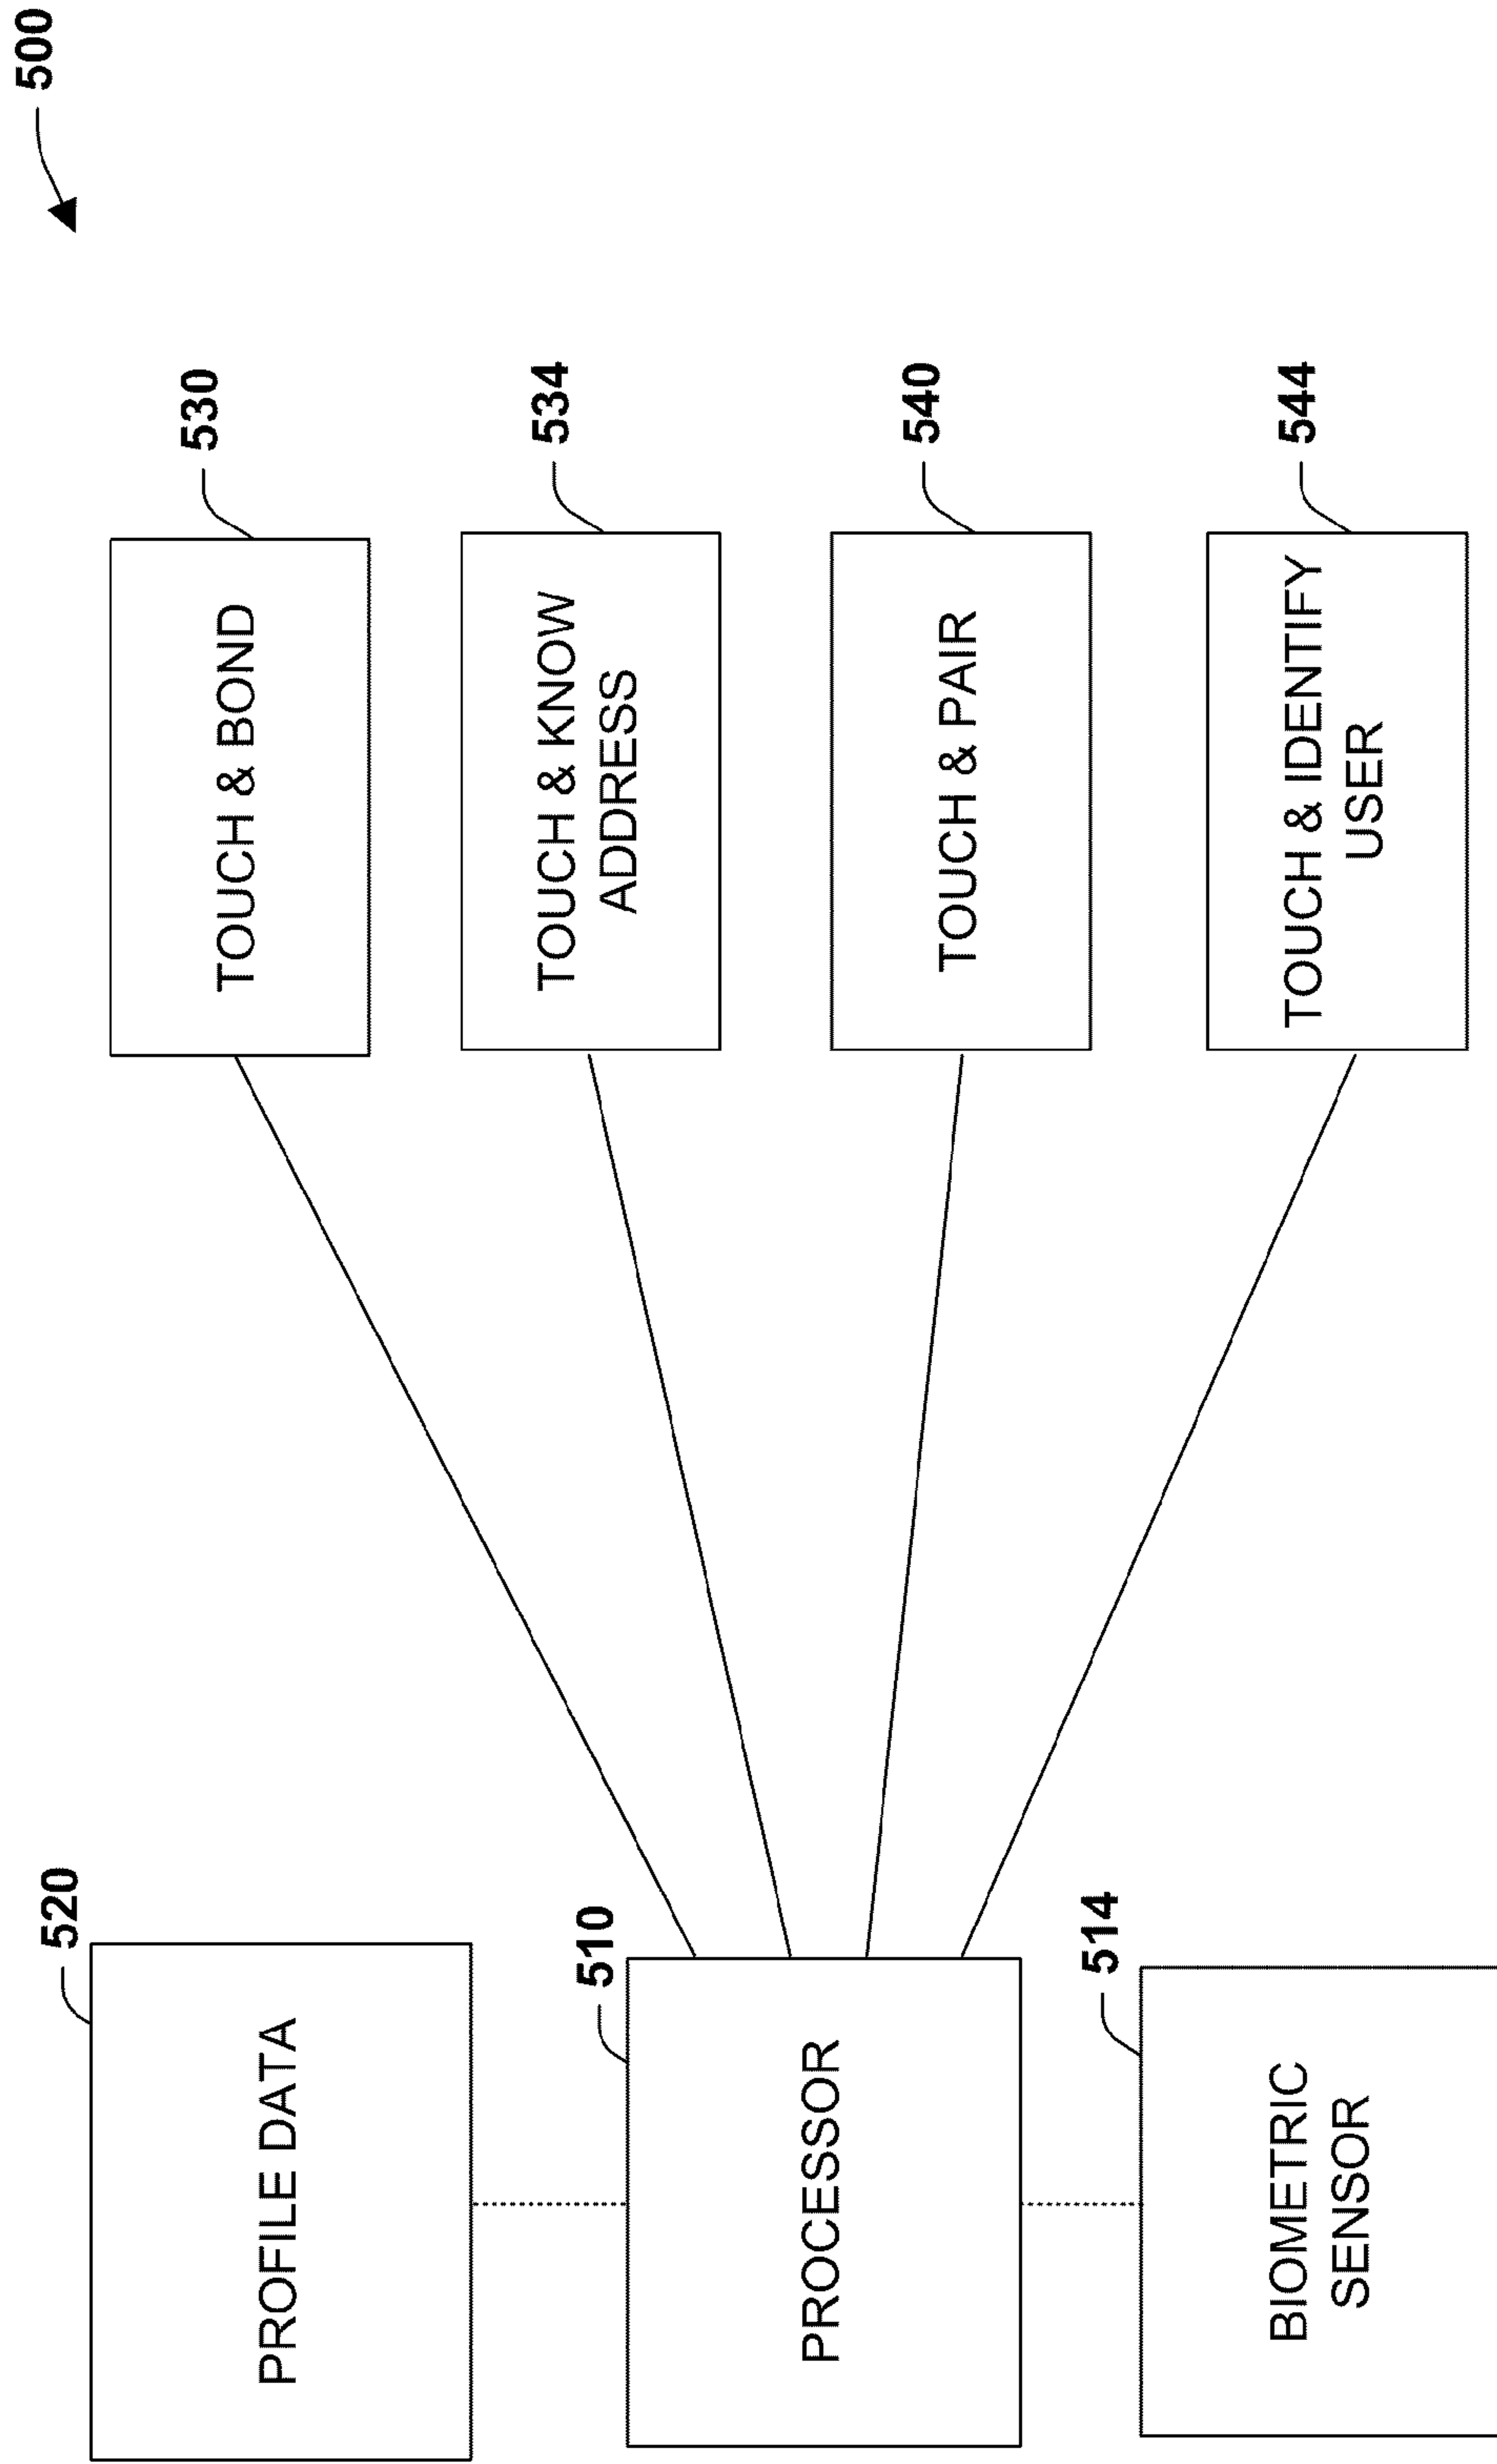 500
520
PROFILE DATA
510
PROCESSOR
514
BIOMETRIC
SENSOR
530
TOUCH & BOND
534
TOUCH & KNOW
ADDRESS
540
TOUCH & PAIR
544
TOUCH & IDENTIFY
USER